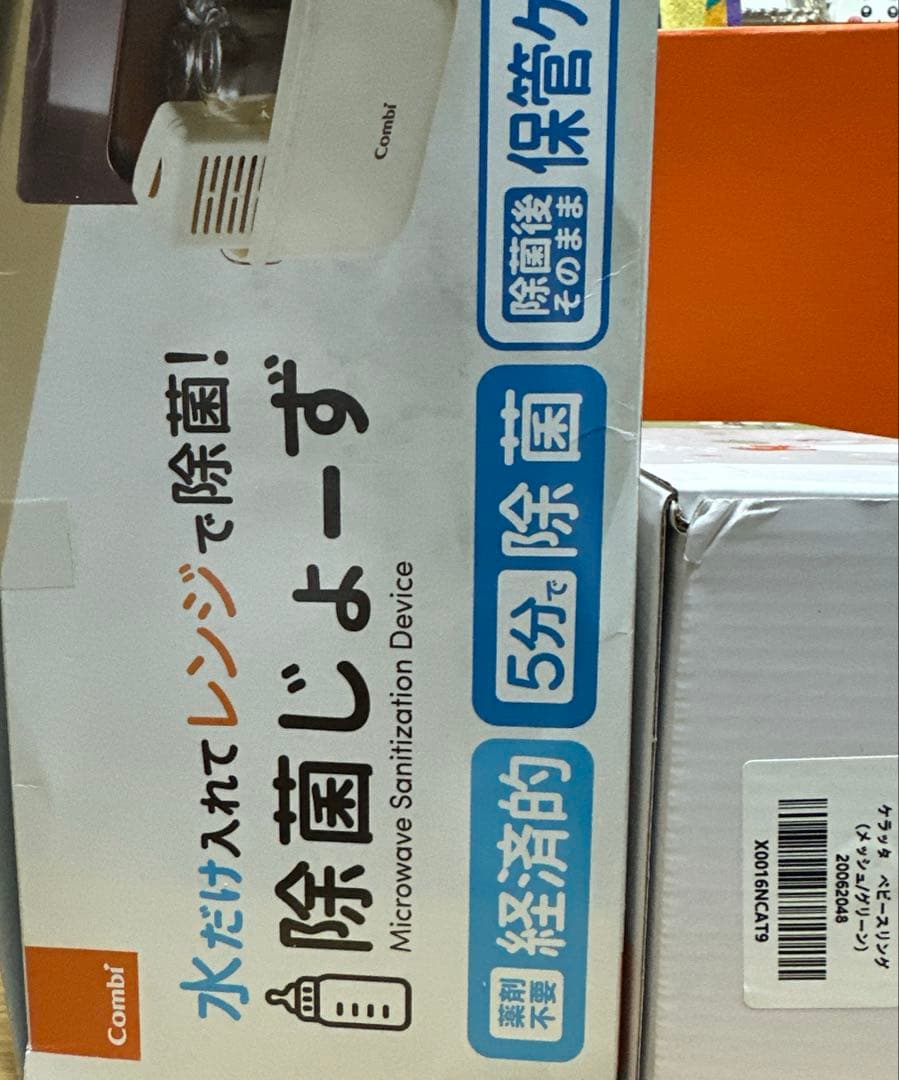 Combi
水だけ入れてレンジで除菌!
除菌じょーず
Microwave Sanitization Device
Combi
薬剤
不要
経済的
5分で
除菌
除菌後
そのまま
保管ケ
X0016NCAT9
20062048
ケラッタ ベビースリング
(メッシュ/グリーン)